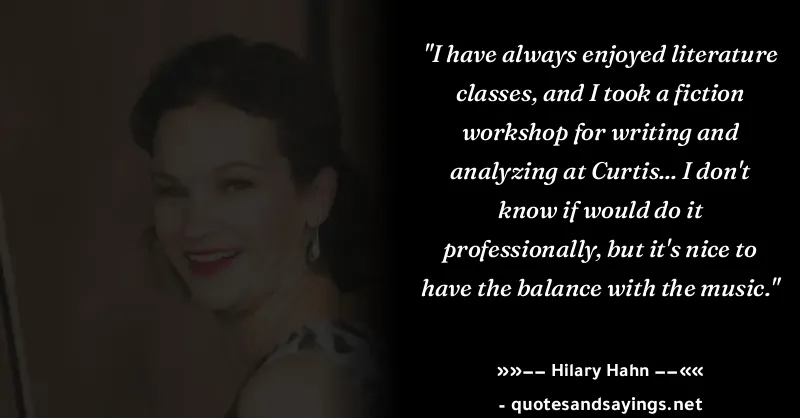 "I have always enjoyed literature
classes, and I took a fiction
workshop for writing and
analyzing at Curtis... I don't
know if would do it
professionally, but it's nice to
have the balance with the music."
»»−− Hilary Hahn −−««
- quotesandsayings.net